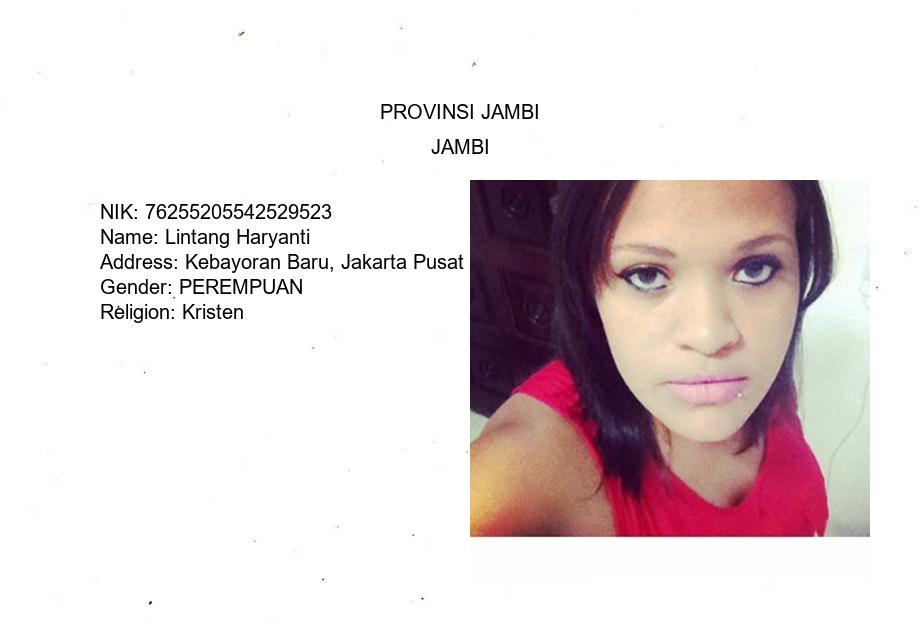 PROVINSI JAMBI
JAMBI
NIK: 76255205542529523
Name: Lintang Haryanti
Address: Kebayoran Baru, Jakarta Pusat
Gender: PEREMPUAN
Religion: Kristen